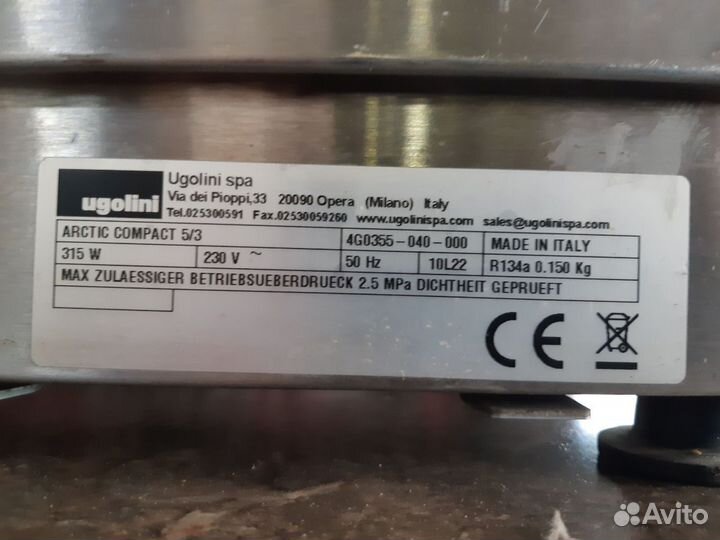 ugolini
Ugolini spa
Via dei Pioppi,33 20090 Opera (Milano) Italy
Tel.025300591 Fax.02530059260 www.ugolinispa.com sales@ugolinispa.com
ARCTIC COMPACT 5/3 4G0355-040-000 MADE IN ITALY
315 W 230 V ~ 50 Hz 10L22 R134a 0.150 Kg
MAX ZULAESSIGER BETRIEBSUEBERDRUECK 2.5 MPa DICHTHEIT GEPRUEFT
CE
Avito